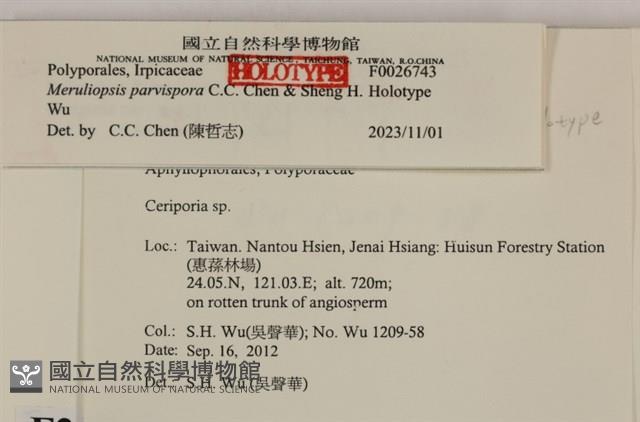 國立自然科學博物館
NATIONAL MUSEUM OF NATURAL SCIENCE, TAICHUNG, TAIWAN, R.O.CHINA
Polyporales, Irpicaceae HOLOTYPE F0026743
Meruliopsis parvispora C.C. Chen & Sheng H. Holotype
Wu
Det. by C.C. Chen (陳哲志) 2023/11/01
Aphyllophorales, Polyporaceae
Ceriporia sp.
Loc.: Taiwan. Nantou Hsien, Jenai Hsiang: Huisun Forestry Station
(惠蓀林場)
24.05.N, 121.03.E; alt. 720m;
on rotten trunk of angiosperm
Col.: S.H. Wu(吳聲華); No. Wu 1209-58
Date: Sep. 16, 2012
Det.: S.H. Wu (吳聲華)
國立自然科學博物館
NATIONAL MUSEUM OF NATURAL SCIENCE